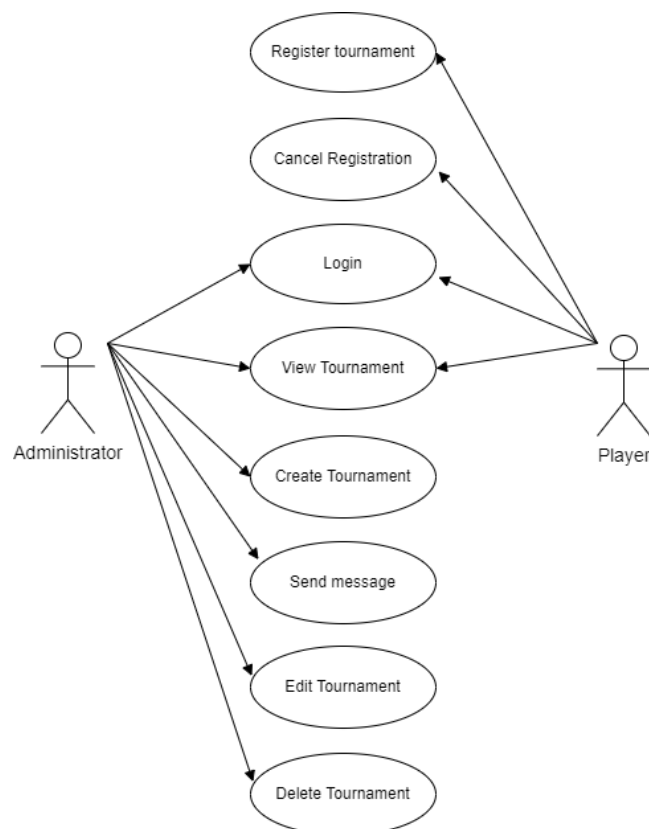 Register tournament
Cancel Registration
Login
View Tournament
Administrator
Player
Create Tournament
Send message
Edit Tournament
Delete Tournament